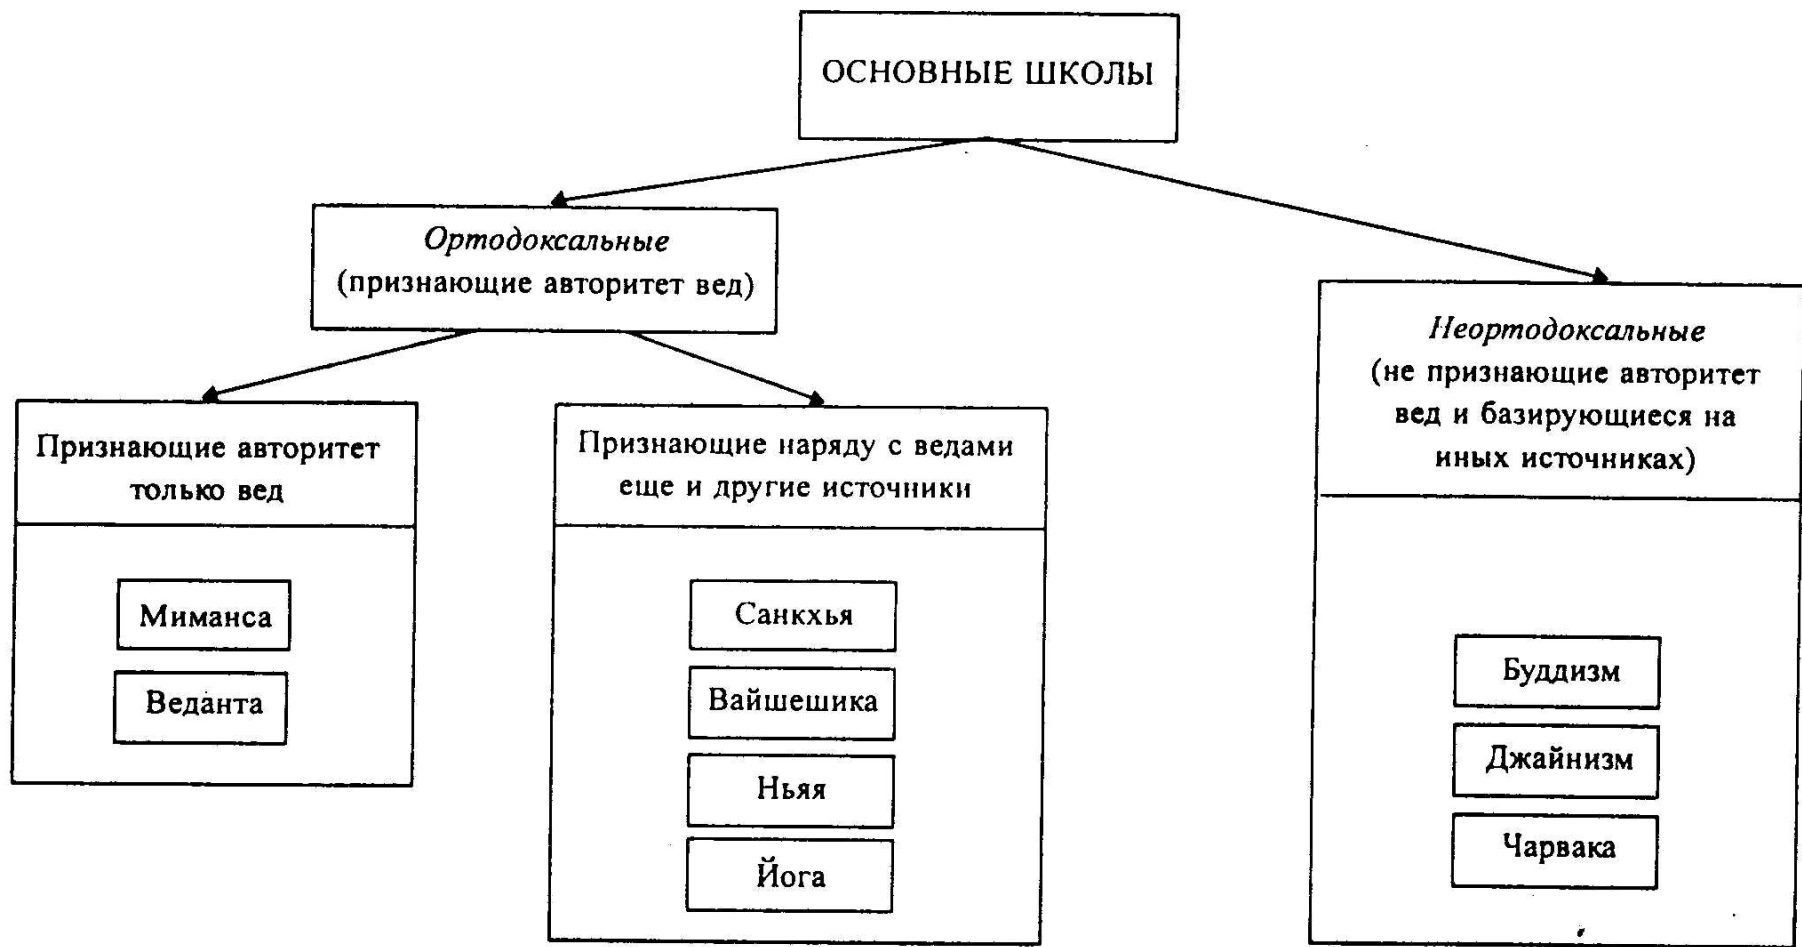 ОСНОВНЫЕ ШКОЛЫ
Ортодоксальные
(признающие авторитет вед)
Признающие авторитет
только вед
Миманса
Веданта
Признающие наряду с ведами
еще и другие источники
Санкхья
Вайшешика
Ньяя
Йога
Неортодоксальные
(не признающие авторитет
вед и базирующиеся на
иных источниках)
Буддизм
Джайнизм
Чарвака